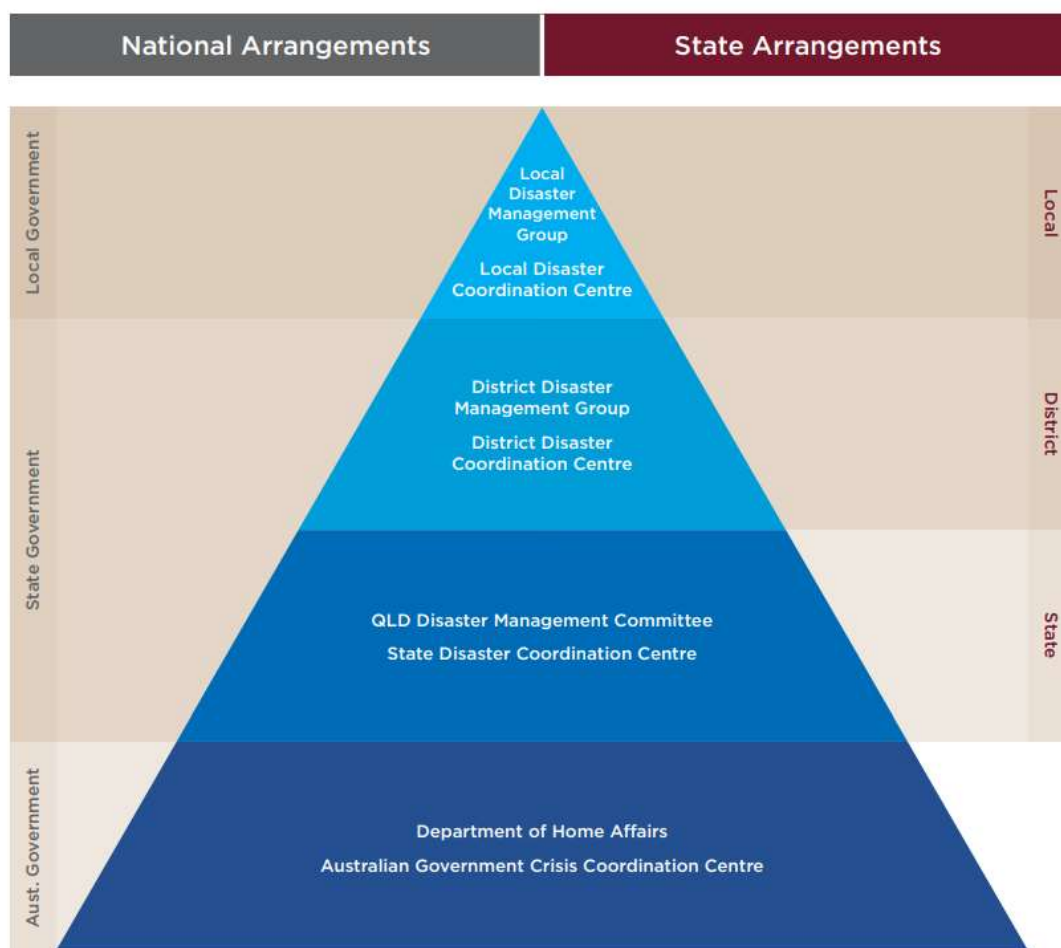 National Arrangements
State Arrangements
Local Government
Local
Disaster
Management
Group
Local Disaster
Coordination Centre
Local
State Government
District Disaster
Management Group
District Disaster
Coordination Centre
District
QLD Disaster Management Committee
State Disaster Coordination Centre
State
Aust. Government
Department of Home Affairs
Australian Government Crisis Coordination Centre